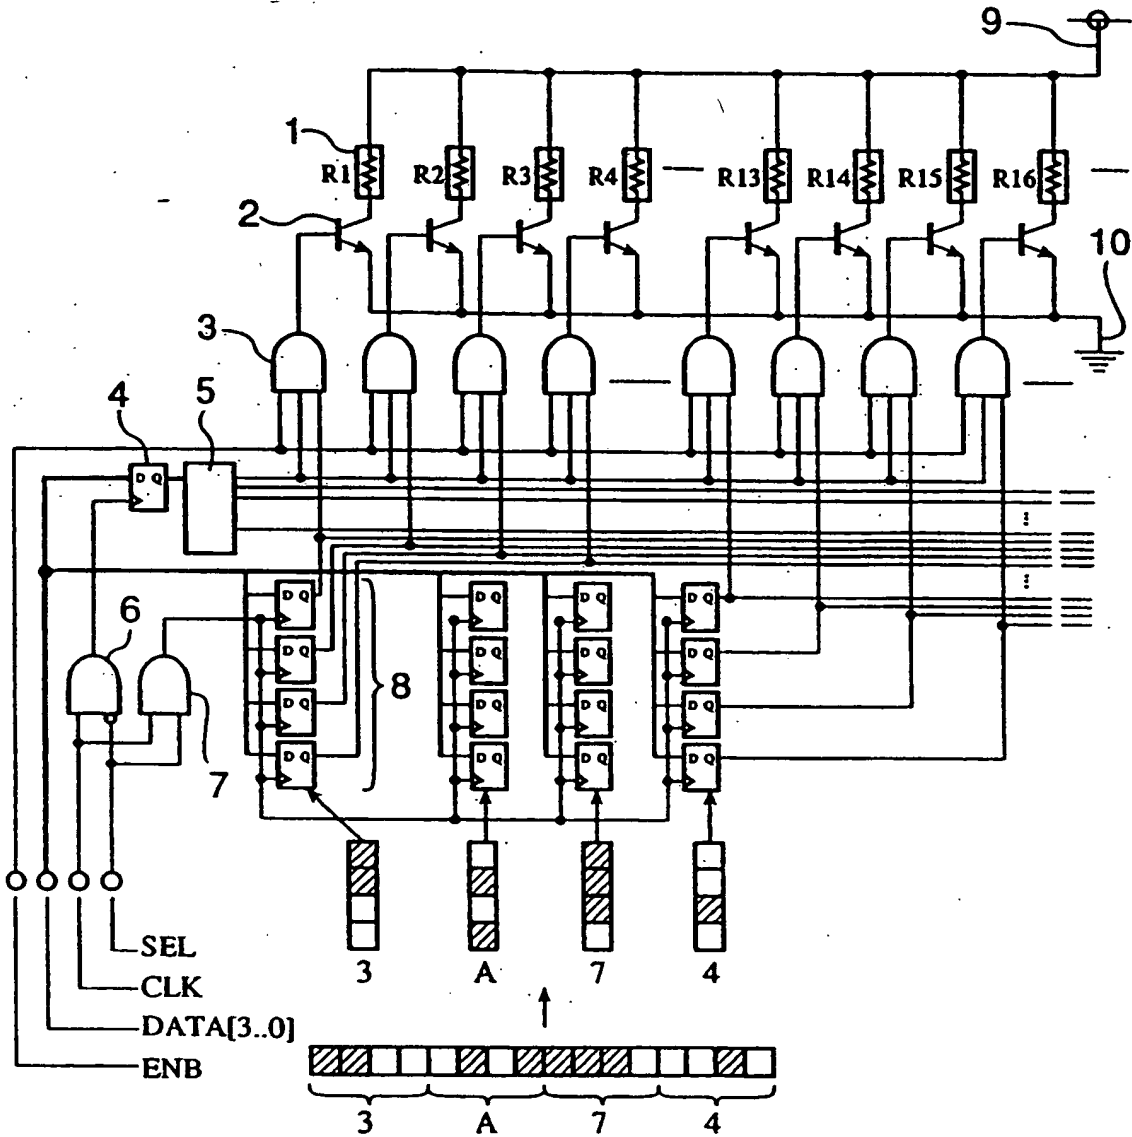 9
1
R1 R2 R3 R4 R13 R14 R15 R16
2
10
3
4 5
D Q
6
D Q D Q D Q D Q
D Q D Q D Q D Q
8
D Q D Q D Q D Q
7
D Q D Q D Q D Q
3 A 7 4
SEL
CLK
DATA[3..0]
ENB
3 A 7 4